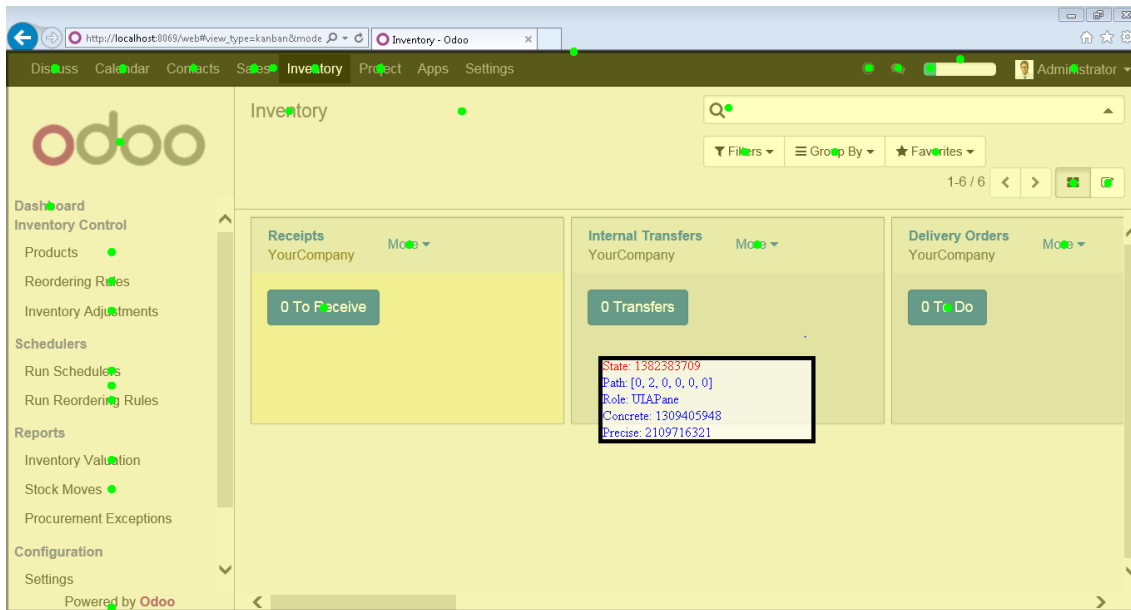 http://localhost:8069/web#view_type=kanban&mode
Inventory - Odoo
Discuss Calendar Contacts Sales Inventory Project Apps Settings Administrator
odoo
Inventory
Filters Group By Favorites
1-6 / 6
Dashboard
Inventory Control
Products
Reordering Rules
Inventory Adjustments
Schedulers
Run Schedulers
Run Reordering Rules
Reports
Inventory Valuation
Stock Moves
Procurement Exceptions
Configuration
Settings
Powered by Odoo
Receipts
YourCompany
More
0 To Receive
Internal Transfers
YourCompany
More
0 Transfers
Delivery Orders
YourCompany
More
0 To Do
State: 1382383709
Path: [0, 2, 0, 0, 0, 0]
Role: UIAPane
Concrete: 1309405948
Precise: 2109716321